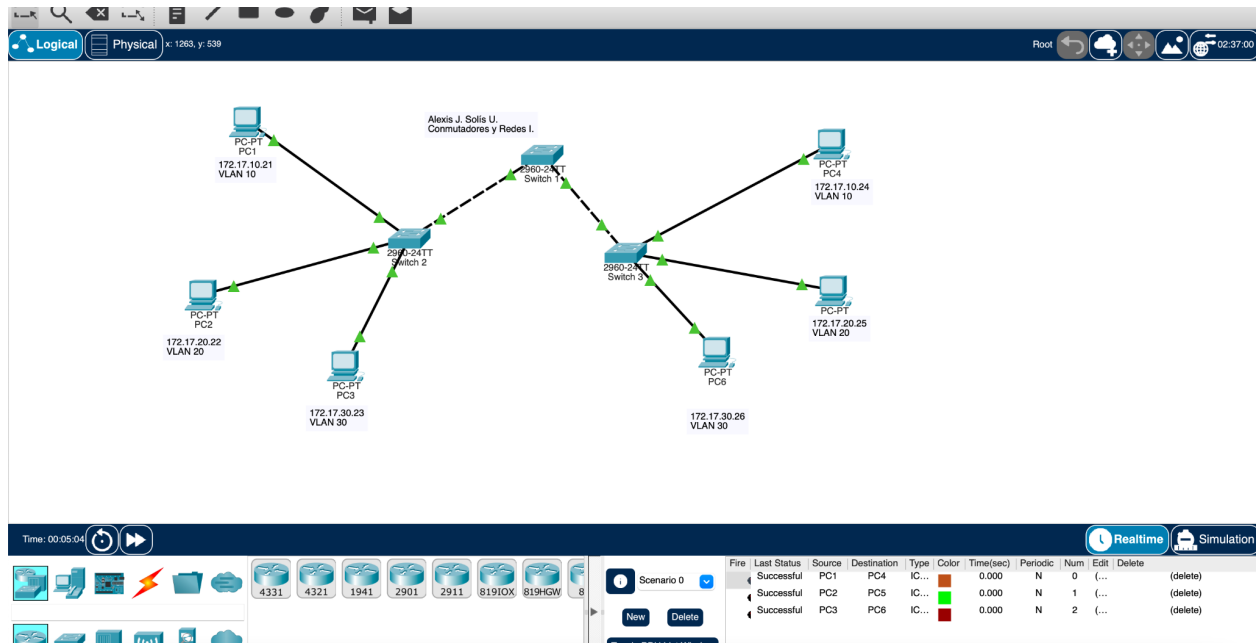 Logical
Physical
x: 1263, y: 539
Root
02:37:00
Alexis J. Solís U.
Conmutadores y Redes I.
PC-PT
PC1
172.17.10.21
VLAN 10
2960-24TT
Switch 1
PC-PT
PC4
172.17.10.24
VLAN 10
2960-24TT
Switch 2
2960-24TT
Switch 3
PC-PT
PC2
172.17.20.22
VLAN 20
PC-PT
172.17.20.25
VLAN 20
PC-PT
PC3
172.17.30.23
VLAN 30
PC-PT
PC6
172.17.30.26
VLAN 30
Time: 00:05:04
Realtime
Simulation
4331 4321 1941 2901 2911 819IOX 819HGW 8
Scenario 0
New Delete
Fire Last Status Source Destination Type Color Time(sec) Periodic Num Edit Delete
Successful PC1 PC4 IC... 0.000 N 0 (... (delete)
Successful PC2 PC5 IC... 0.000 N 1 (... (delete)
Successful PC3 PC6 IC... 0.000 N 2 (... (delete)